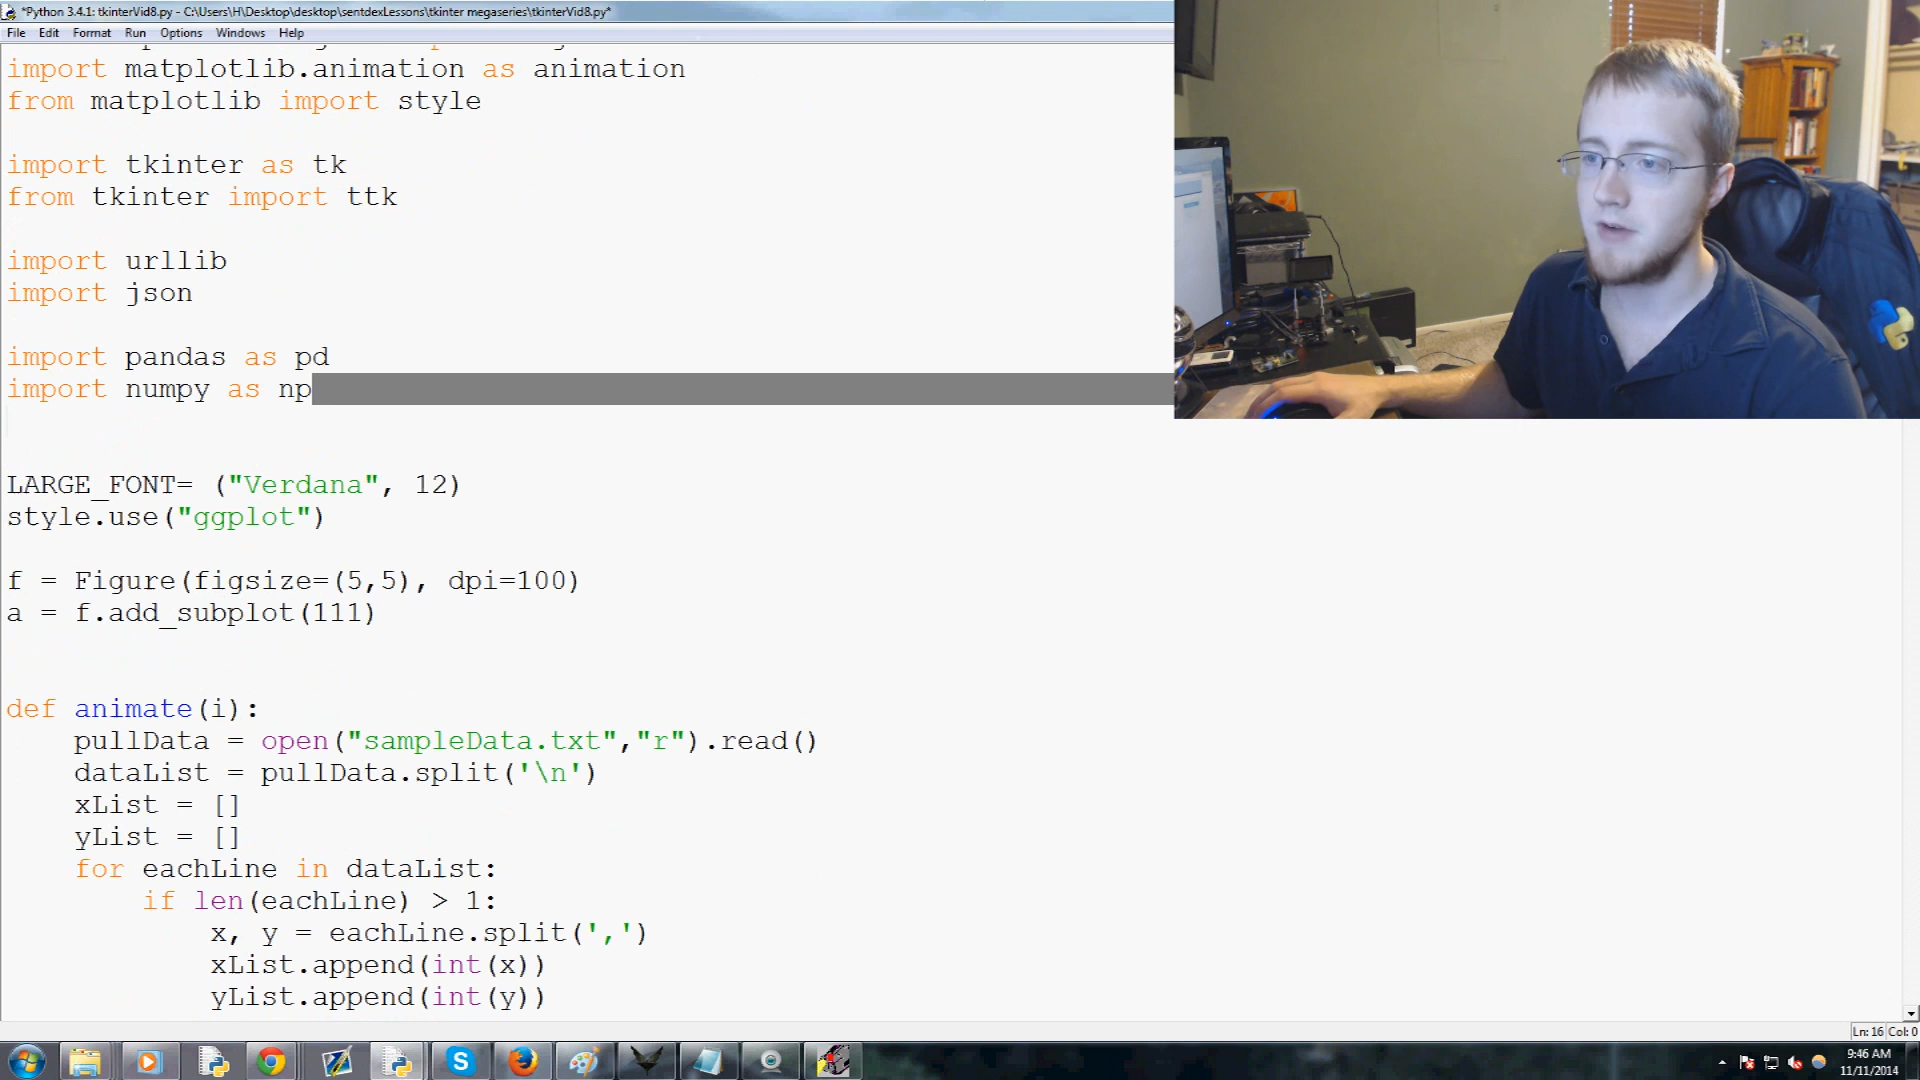 *Python 3.4.1: tkinterVid8.py - C:\Users\H\Desktop\desktop\sentdexLessons\tkinter megaseries\tkinterVid8.py*
File Edit Format Run Options Windows Help
import matplotlib.animation as animation
from matplotlib import style
import tkinter as tk
from tkinter import ttk
import urllib
import json
import pandas as pd
import numpy as np
LARGE_FONT= ("Verdana", 12)
style.use("ggplot")
f = Figure(figsize=(5,5), dpi=100)
a = f.add_subplot(111)
def animate(i):
    pullData = open("sampleData.txt","r").read()
    dataList = pullData.split('\n')
    xList = []
    yList = []
    for eachLine in dataList:
        if len(eachLine) > 1:
            x, y = eachLine.split(',')
            xList.append(int(x))
            yList.append(int(y))
Ln: 16 Col: 0
9:46 AM
11/11/2014